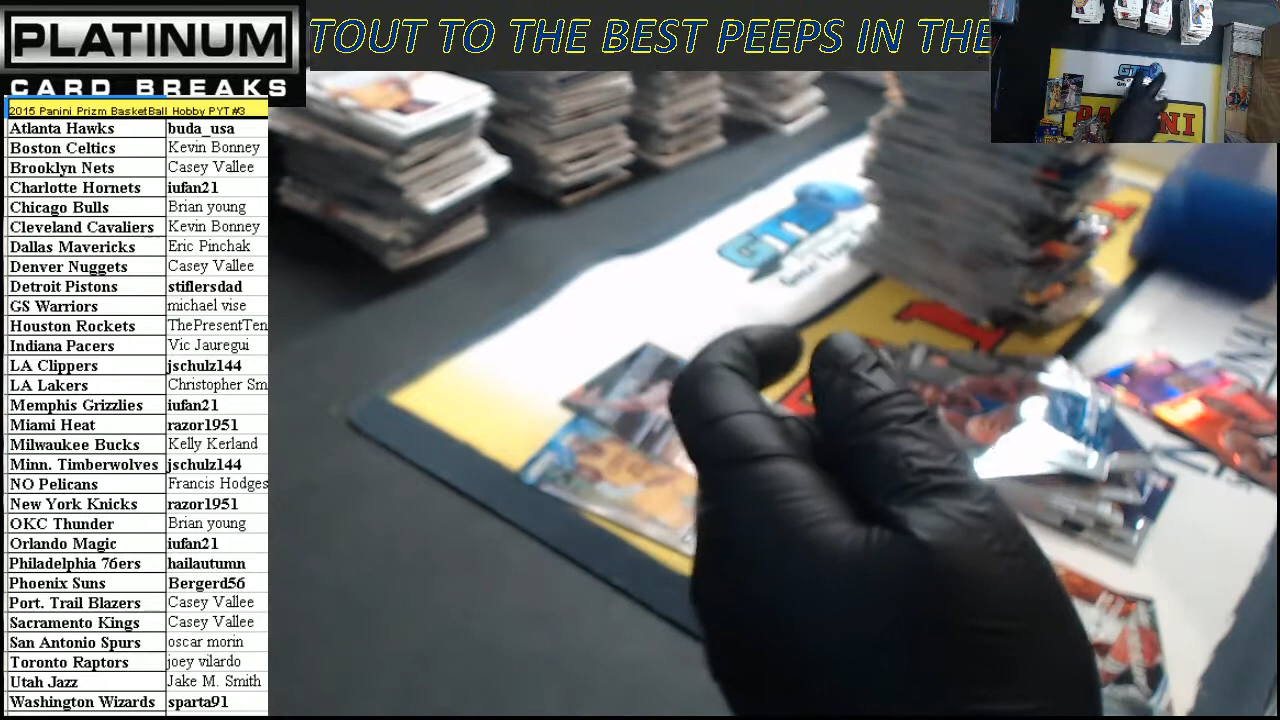 PLATINUM
CARD BREAKS
TOUT TO THE BEST PEEPS IN THE
2015 Panini Prizm BasketBall Hobby PYT #3
Atlanta Hawks buda_usa
Boston Celtics Kevin Bonney
Brooklyn Nets Casey Vallee
Charlotte Hornets iufan21
Chicago Bulls Brian young
Cleveland Cavaliers Kevin Bonney
Dallas Mavericks Eric Pinchak
Denver Nuggets Casey Vallee
Detroit Pistons stiflersdad
GS Warriors michael vise
Houston Rockets ThePresentTen
Indiana Pacers Vic Jauregui
LA Clippers jschulz144
LA Lakers Christopher Sm
Memphis Grizzlies iufan21
Miami Heat razor1951
Milwaukee Bucks Kelly Kerland
Minn. Timberwolves jschulz144
NO Pelicans Francis Hodges
New York Knicks razor1951
OKC Thunder Brian young
Orlando Magic iufan21
Philadelphia 76ers hailautumn
Phoenix Suns Bergerd56
Port. Trail Blazers Casey Vallee
Sacramento Kings Casey Vallee
San Antonio Spurs oscar morin
Toronto Raptors joey vilardo
Utah Jazz Jake M. Smith
Washington Wizards sparta91